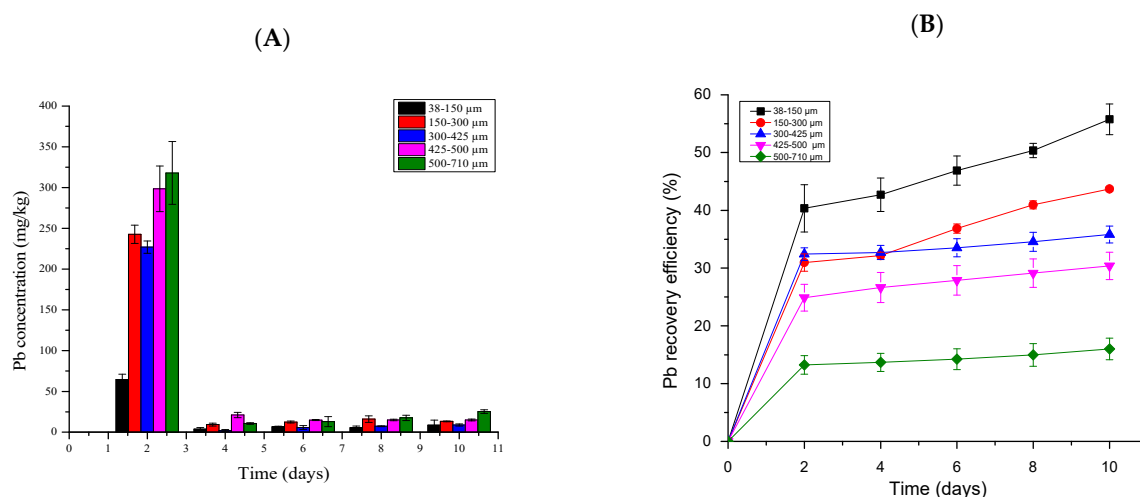 (A)
400
350
300
250
200
150
100
50
0
Pb concentration (mg/kg)
38-150 µm
150-300 µm
300-425 µm
425-500 µm
500-710 µm
0 1 2 3 4 5 6 7 8 9 10 11
Time (days)
(B)
60
50
40
30
20
10
0
Pb recovery efficiency (%)
38-150 µm
150-300 µm
300-425 µm
425-500 µm
500-710 µm
0 2 4 6 8 10
Time (days)